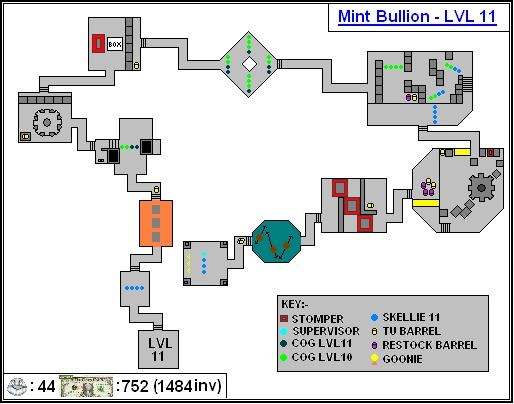 Mint Bullion - LVL 11
BOX
LVL
11
KEY:-
STOMPER
SUPERVISOR
COG LVL11
COG LVL10
SKELLIE 11
TU BARREL
RESTOCK BARREL
GOONIE
: 44 :752 (1484inv)